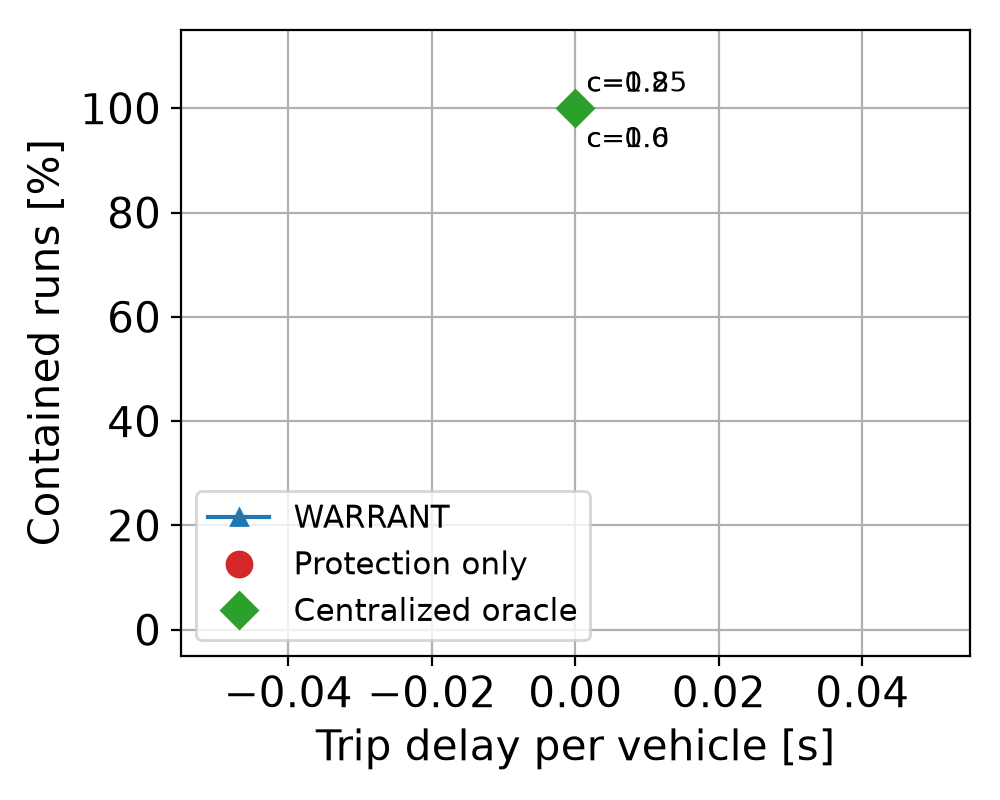 Contained runs [%]
100
80
60
40
20
0
WARRANT
Protection only
Centralized oracle
−0.04 −0.02 0.00 0.02 0.04
Trip delay per vehicle [s]